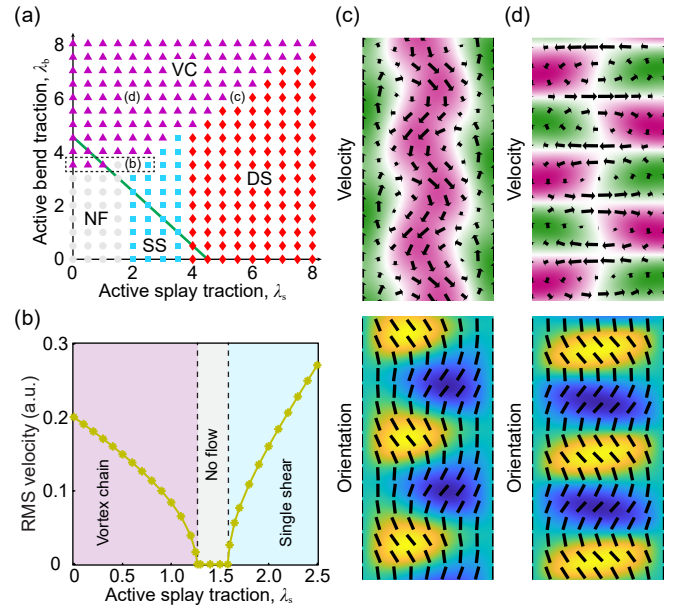 (a)
Active bend traction, λb
8
6
4
2
0
VC
(d)
(c)
(b)
DS
NF
SS
0
2
4
6
8
Active splay traction, λs
(b)
RMS velocity (a.u.)
0.3
0.2
0.1
0
Vortex chain
No flow
Single shear
0.0
0.5
1.0
1.5
2.0
2.5
Active splay traction, λs
(c)
Velocity
Orientation
(d)
Velocity
Orientation